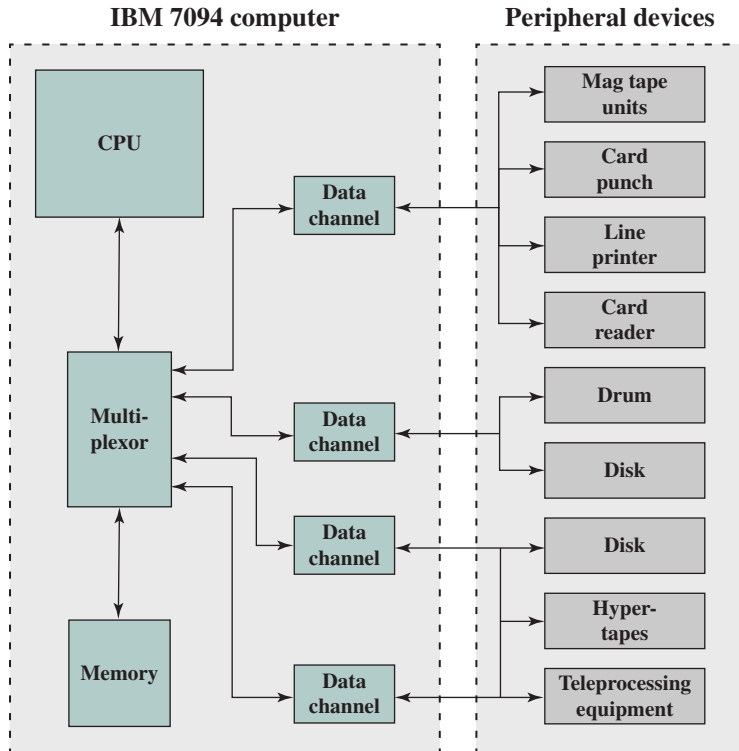 IBM 7094 computer
Peripheral devices
CPU
Multi-
plexor
Memory
Data
channel
Data
channel
Data
channel
Data
channel
Mag tape
units
Card
punch
Line
printer
Card
reader
Drum
Disk
Disk
Hyper-
tapes
Teleprocessing
equipment